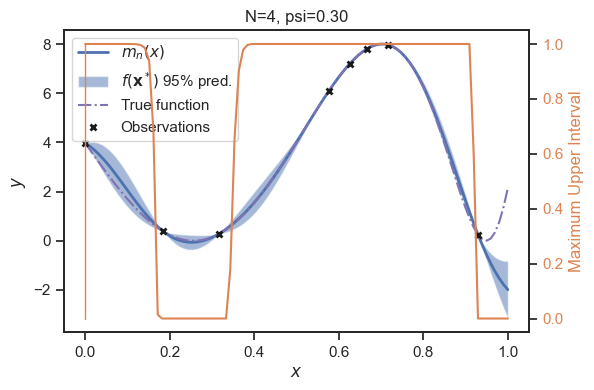 N=4, psi=0.30
mₙ(x)
f(x*) 95% pred.
True function
Observations
y
8
6
4
2
0
−2
0.0 0.2 0.4 0.6 0.8 1.0
x
1.0
0.8
0.6
0.4
0.2
0.0
Maximum Upper Interval